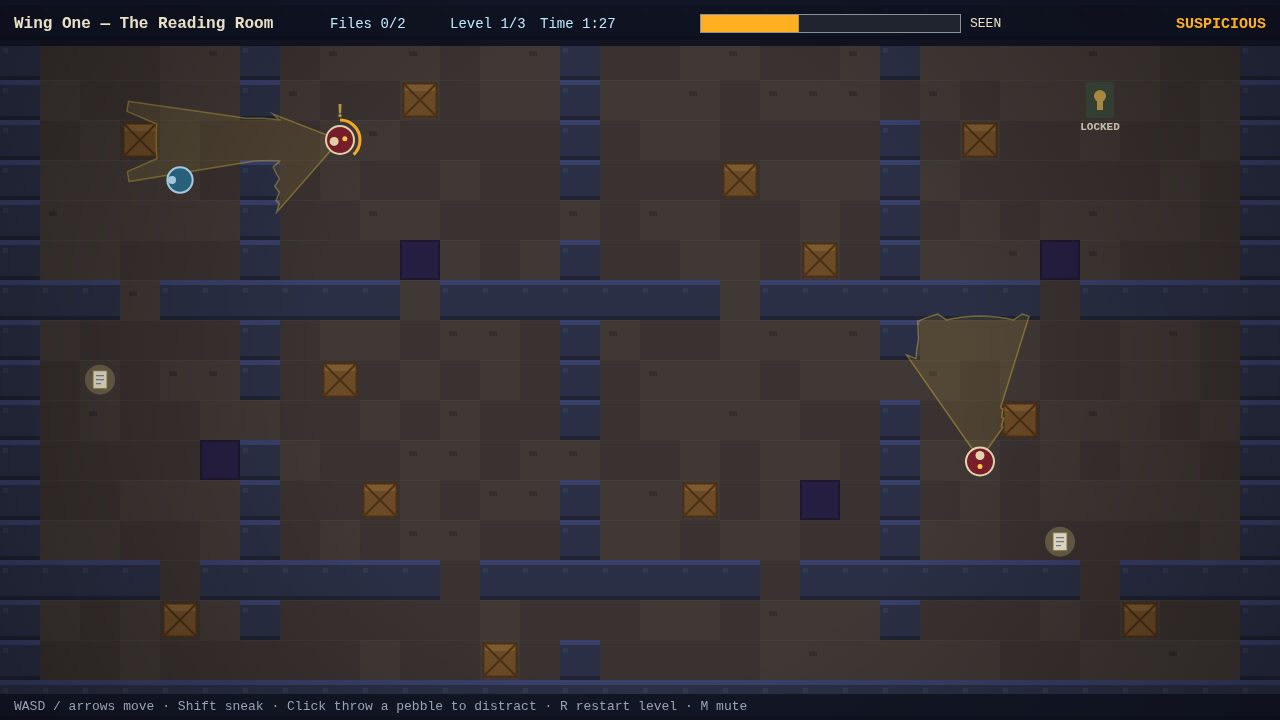 Wing One — The Reading Room Files 0/2 Level 1/3 Time 1:27 SEEN SUSPICIOUS
!
LOCKED
WASD / arrows move · Shift sneak · Click throw a pebble to distract · R restart level · M mute